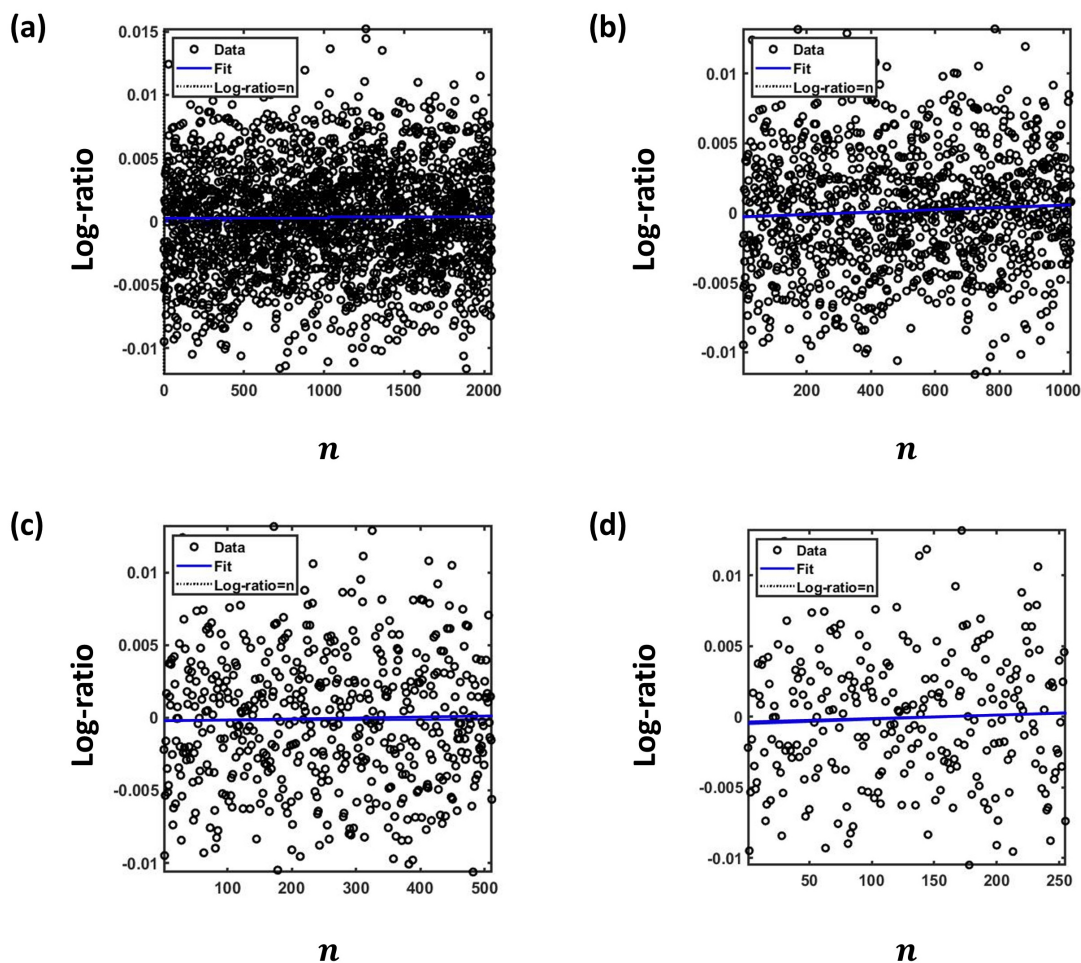 (a)
0.015
0.01
0.005
0
-0.005
-0.01
Log-ratio
Data
Fit
Log-ratio=n
0 500 1000 1500 2000
n
(b)
0.01
0.005
0
-0.005
-0.01
Log-ratio
Data
Fit
Log-ratio=n
200 400 600 800 1000
n
(c)
0.01
0.005
0
-0.005
-0.01
Log-ratio
Data
Fit
Log-ratio=n
100 200 300 400 500
n
(d)
0.01
0.005
0
-0.005
-0.01
Log-ratio
Data
Fit
Log-ratio=n
50 100 150 200 250
n